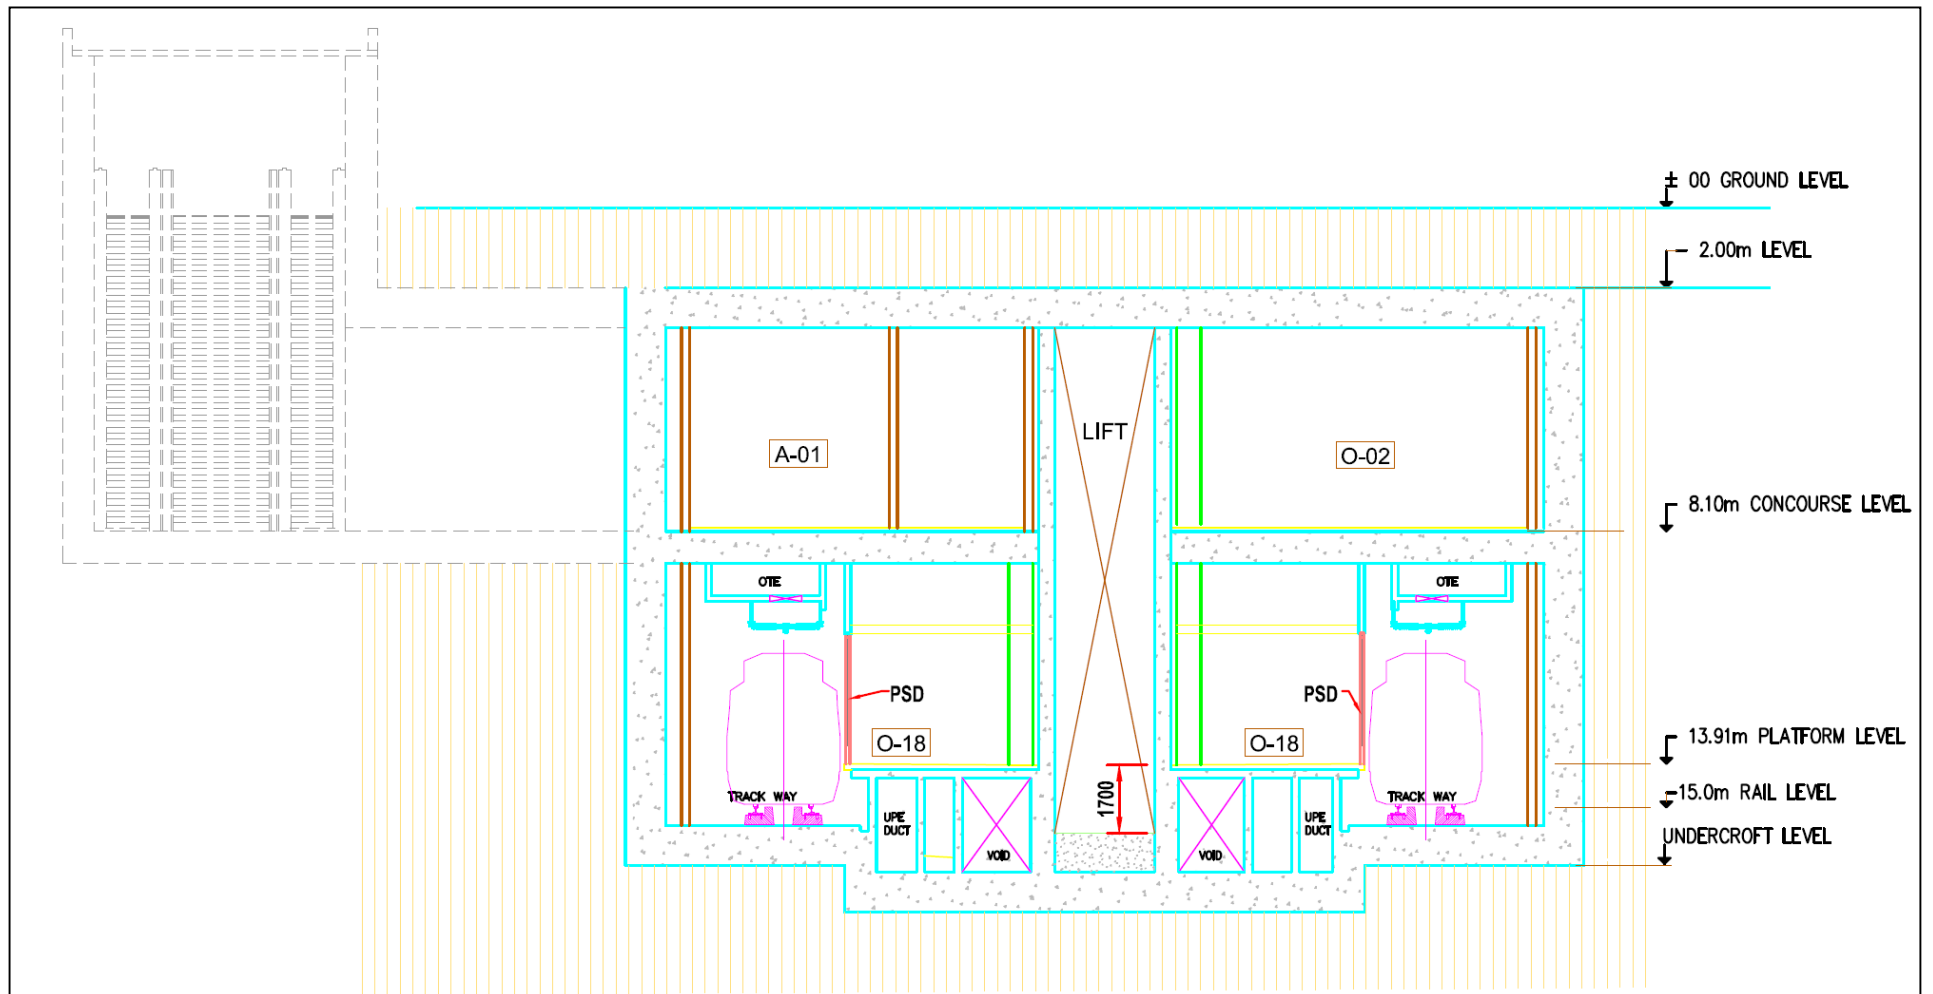 ± 00 GROUND LEVEL
- 2.00m LEVEL
LIFT
A-01
O-02
8.10m CONCOURSE LEVEL
OTE
OTE
PSD
PSD
O-18
O-18
13.91m PLATFORM LEVEL
TRACK WAY
1700
TRACK WAY
-15.0m RAIL LEVEL
UPE
DUCT
UPE
DUCT
UNDERCROFT LEVEL
VOID
VOID